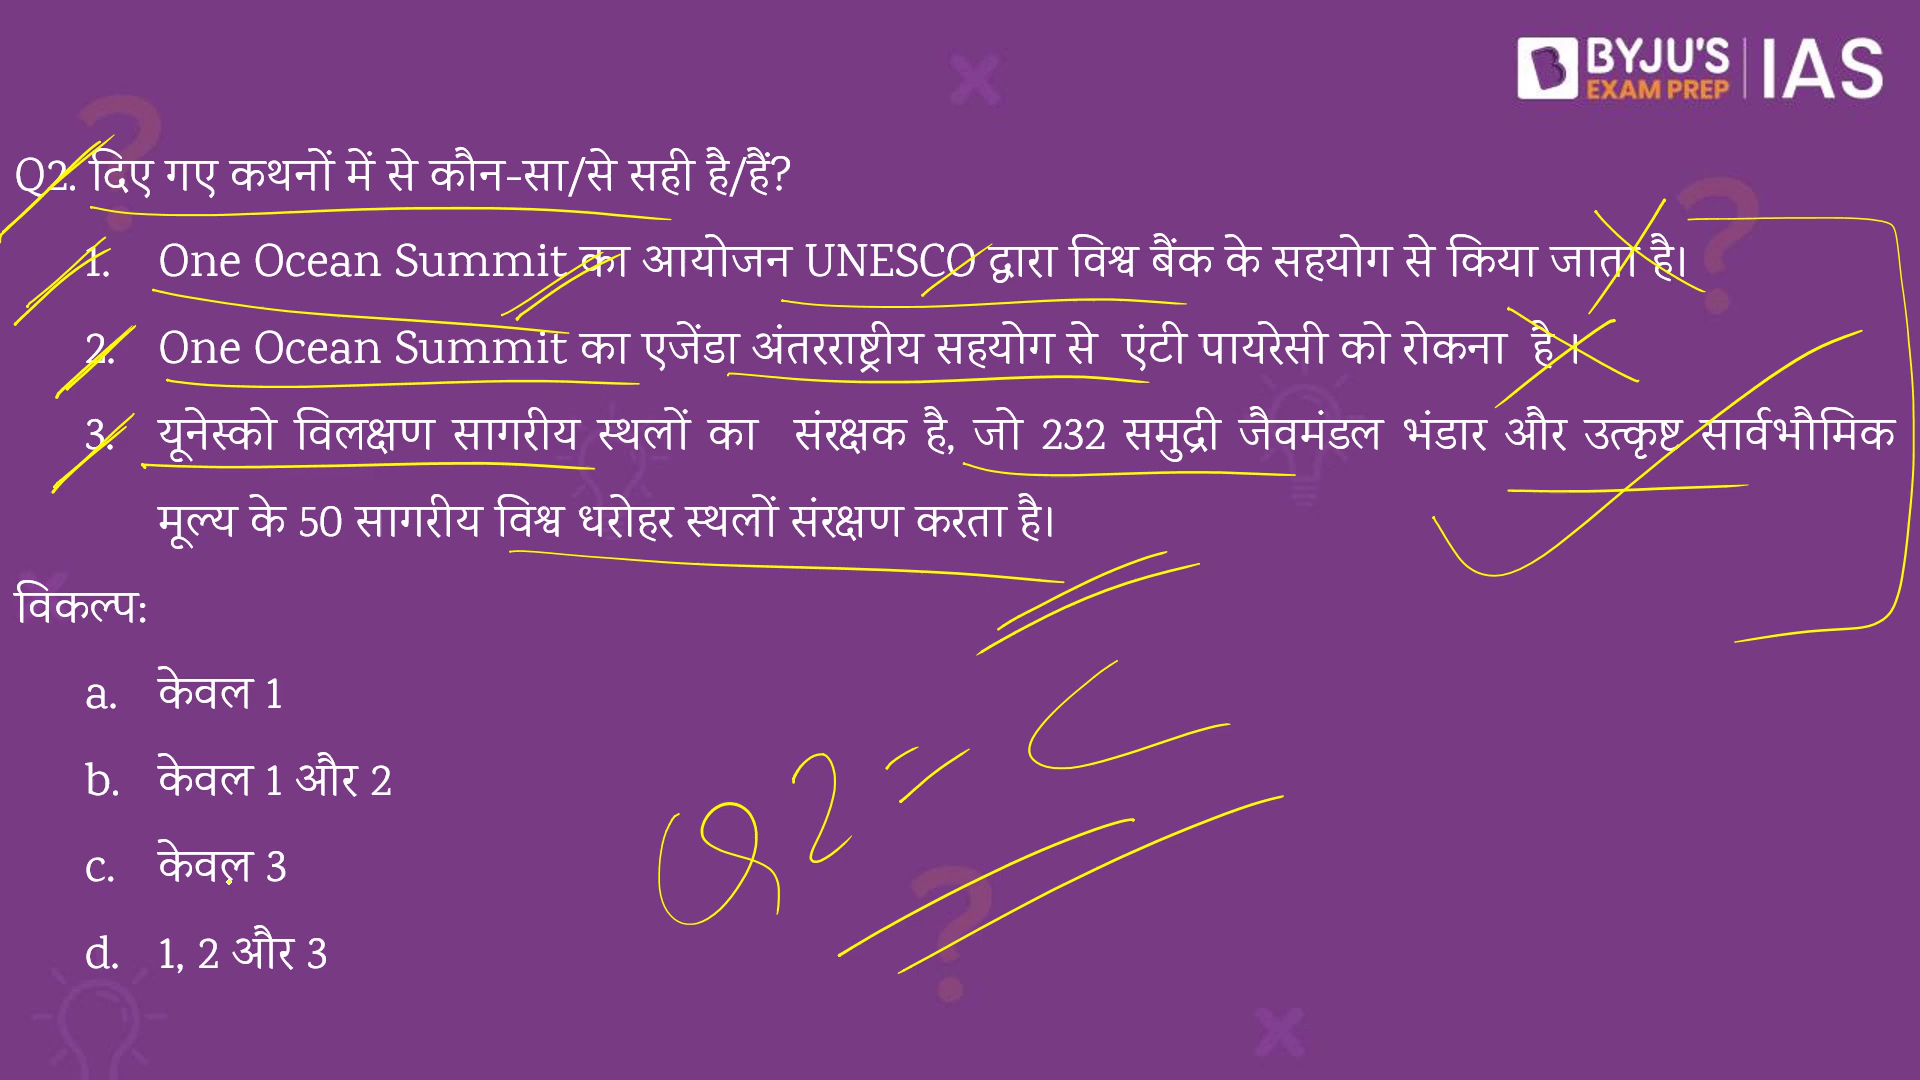 BYJU'S IAS
EXAM PREP
Q2. दिए गए कथनों में से कौन-सा/से सही है/हैं?
1. One Ocean Summit का आयोजन UNESCO द्वारा विश्व बैंक के सहयोग से किया जाता है।
2. One Ocean Summit का एजेंडा अंतरराष्ट्रीय सहयोग से एंटी पायरेसी को रोकना है ।
3. यूनेस्को विलक्षण सागरीय स्थलों का संरक्षक है, जो 232 समुद्री जैवमंडल भंडार और उत्कृष्ट सार्वभौमिक
मूल्य के 50 सागरीय विश्व धरोहर स्थलों संरक्षण करता है।
विकल्प:
a. केवल 1
b. केवल 1 और 2
c. केवल 3
d. 1, 2 और 3
Q2 = C